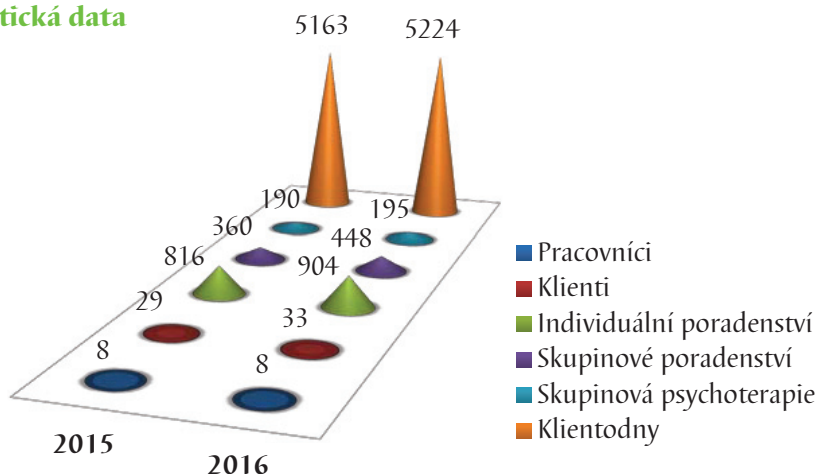 tická data
5163 5224
190 195
360 448
816 904
29 33
8 8
2015 2016
Pracovníci
Klienti
Individuální poradenství
Skupinové poradenství
Skupinová psychoterapie
Klientodny